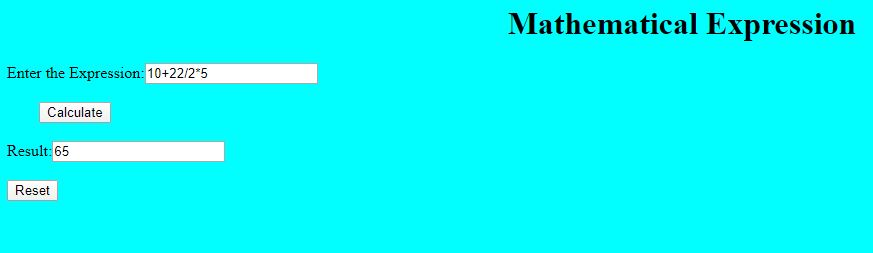 Mathematical Expression
Enter the Expression:10+22/2*5
Calculate
Result:65
Reset